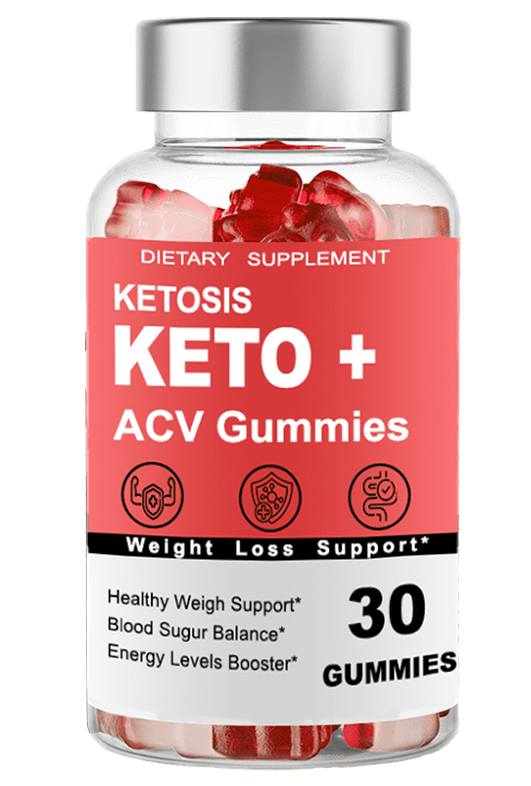 DIETARY SUPPLEMENT
KETOSIS
KETO +
ACV Gummies
Weight Loss Support*
Healthy Weigh Support*
Blood Sugur Balance*
Energy Levels Booster*
30
GUMMIES